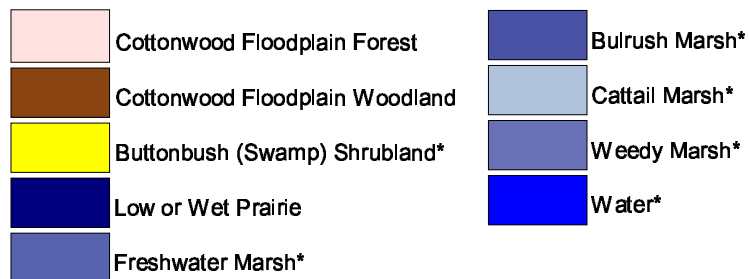 Cottonwood Floodplain Forest
Cottonwood Floodplain Woodland
Buttonbush (Swamp) Shrubland*
Low or Wet Prairie
Freshwater Marsh*
Bulrush Marsh*
Cattail Marsh*
Weedy Marsh*
Water*